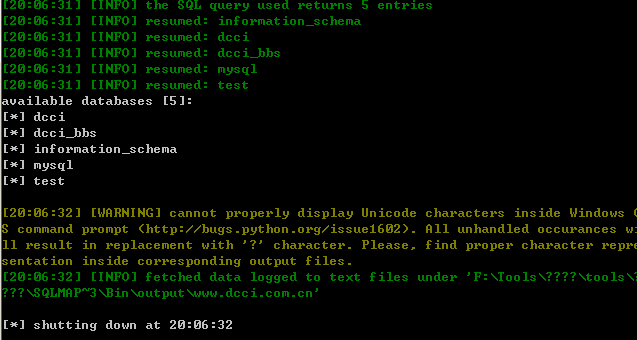 [20:06:31] [INFO] the SQL query used returns 5 entries
[20:06:31] [INFO] resumed: information_schema
[20:06:31] [INFO] resumed: dcci
[20:06:31] [INFO] resumed: dcci_bbs
[20:06:31] [INFO] resumed: mysql
[20:06:31] [INFO] resumed: test
available databases [5]:
[*] dcci
[*] dcci_bbs
[*] information_schema
[*] mysql
[*] test
[20:06:32] [WARNING] cannot properly display Unicode characters inside Windows
S command prompt (http://bugs.python.org/issue1602). All unhandled occurances wi
ll result in replacement with '?' character. Please, find proper character repre
sentation inside corresponding output files.
[20:06:32] [INFO] fetched data logged to text files under 'F:\Tools\????\tools\?
???\SQLMAP~3\Bin\output\www.dcci.com.cn'
[*] shutting down at 20:06:32